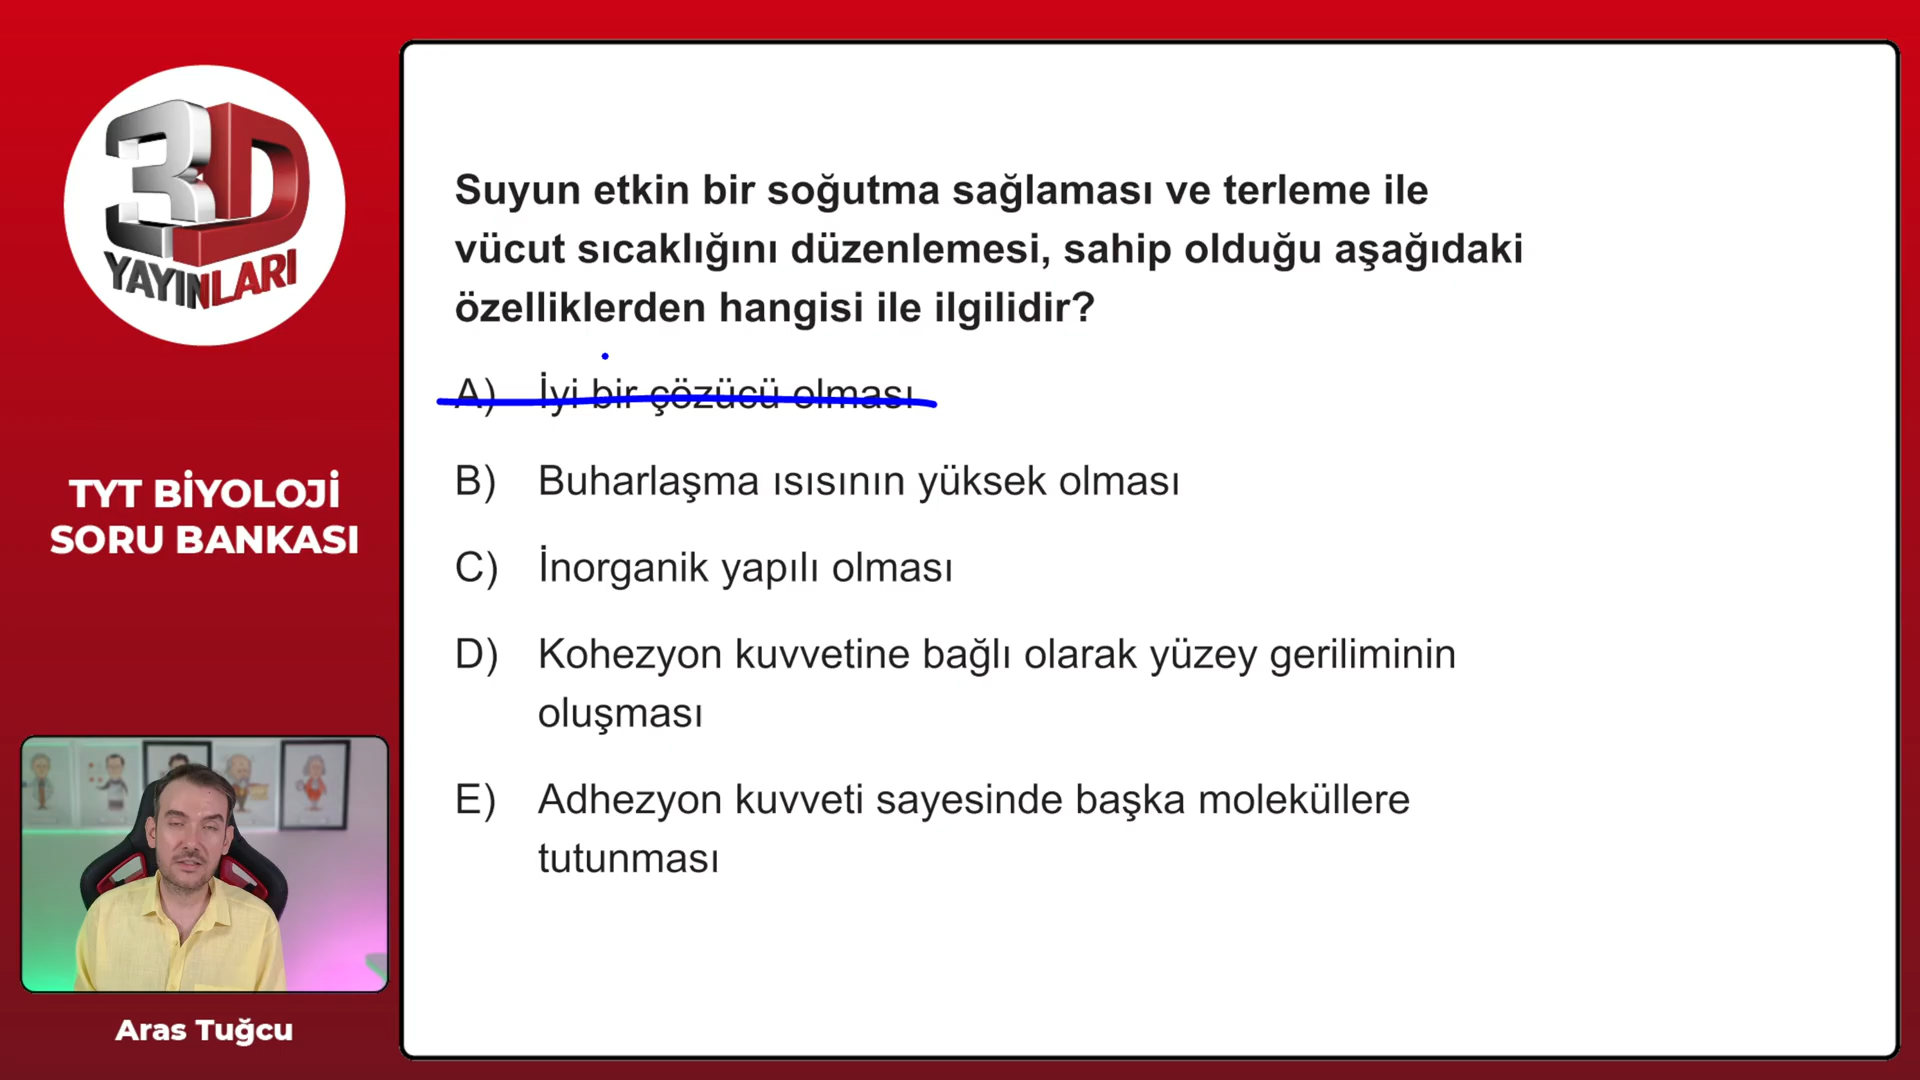 3D
YAYINLARI
TYT BİYOLOJİ
SORU BANKASI
Aras Tuğcu
Suyun etkin bir soğutma sağlaması ve terleme ile
vücut sıcaklığını düzenlemesi, sahip olduğu aşağıdaki
özelliklerden hangisi ile ilgilidir?
A) İyi bir çözücü olması
B) Buharlaşma ısısının yüksek olması
C) İnorganik yapılı olması
D) Kohezyon kuvvetine bağlı olarak yüzey geriliminin
oluşması
E) Adhezyon kuvveti sayesinde başka moleküllere
tutunması